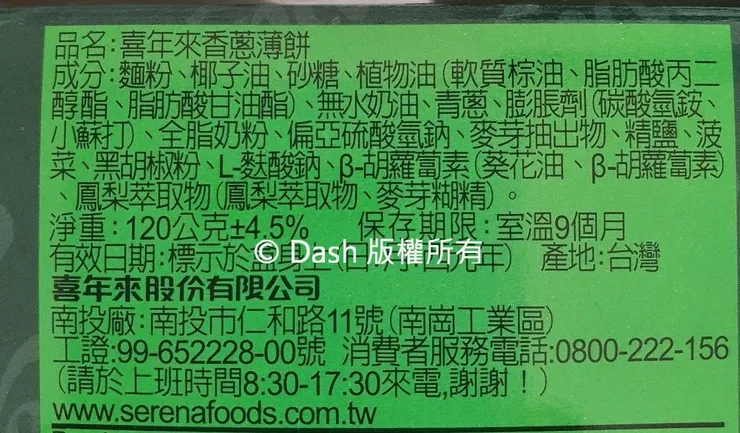 品名:喜年來香蔥薄餅
成分:麵粉、椰子油、砂糖、植物油(軟質棕油、脂肪酸丙二
醇酯、脂肪酸甘油酯)、無水奶油、青蔥、膨脹劑(碳酸氫銨、
小蘇打)、全脂奶粉、偏亞硫酸氫鈉、麥芽抽出物、精鹽、菠
菜、黑胡椒粉、L-麩酸鈉、β-胡蘿蔔素(葵花油、β-胡蘿蔔素)
、鳳梨萃取物(鳳梨萃取物、麥芽糊精)。
淨重:120公克±4.5% 保存期限:室溫9個月
有效日期:標示於盒身上 產地:台灣
© Dash 版權所有
喜年來股份有限公司
南投廠:南投市仁和路11號(南崗工業區)
工證:99-652228-00號 消費者服務電話:0800-222-156
(請於上班時間8:30-17:30來電,謝謝!)
www.serenafoods.com.tw